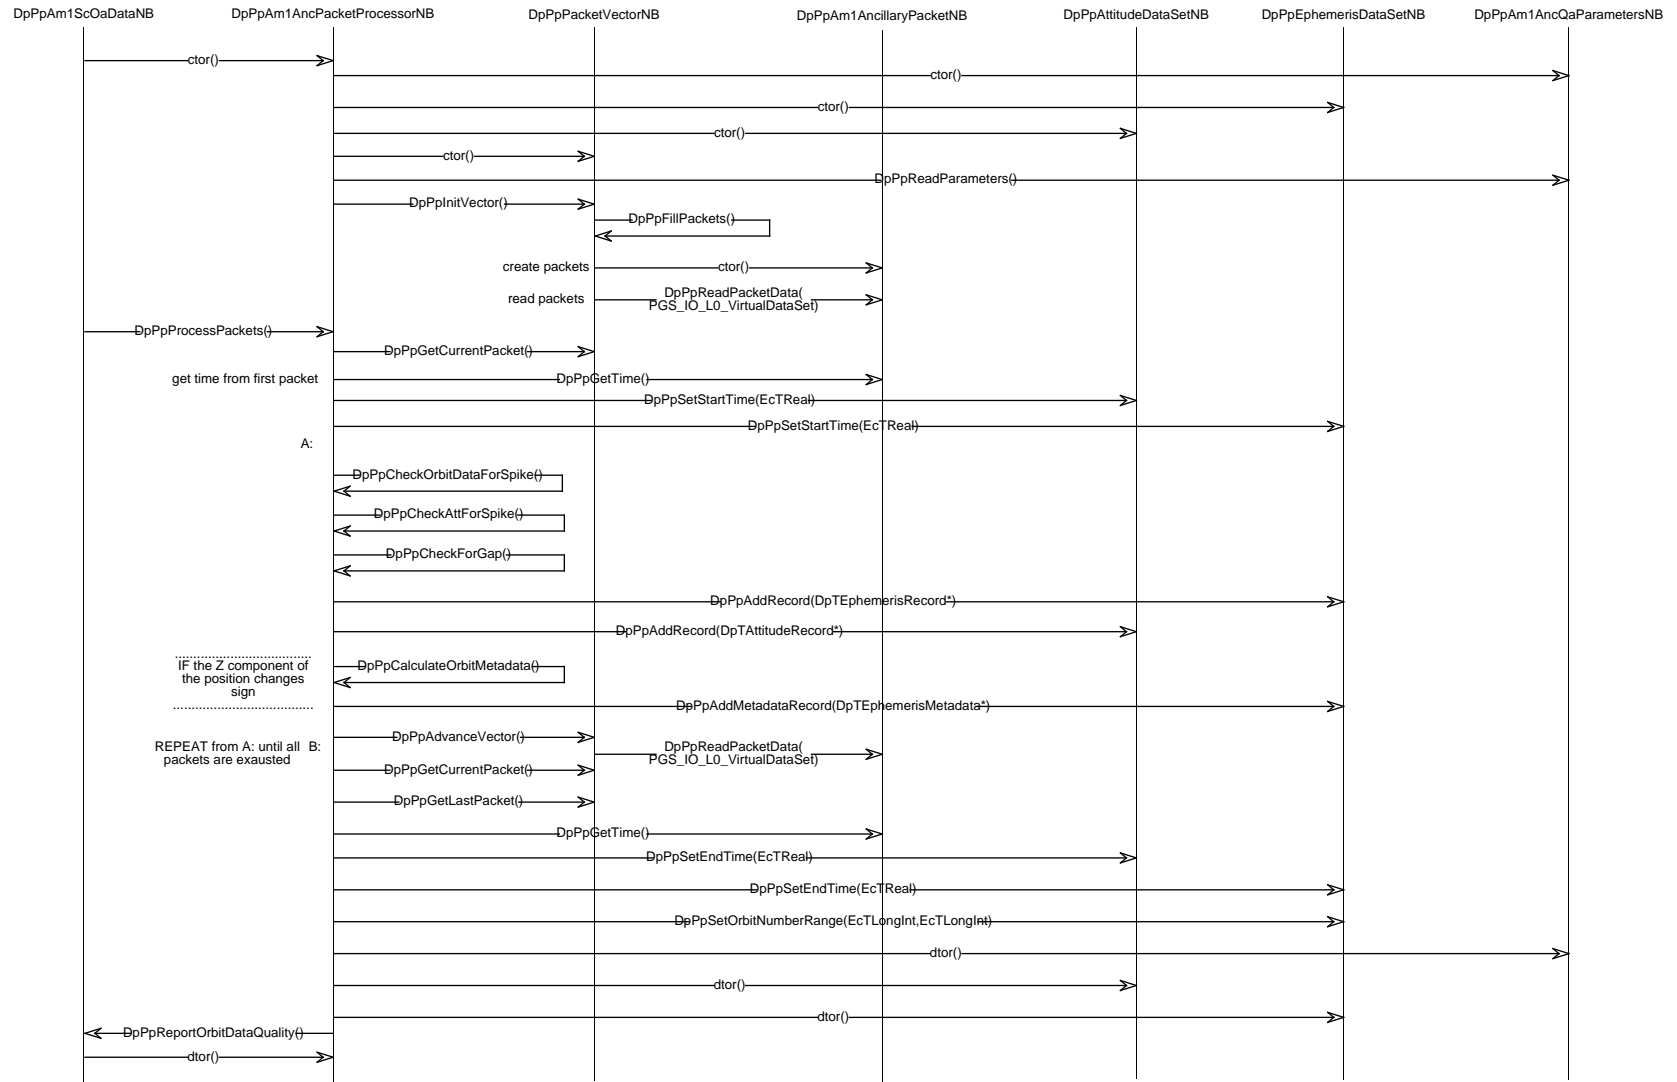 DpPpAm1ScOaDataNB
DpPpAm1AncPacketProcessorNB
DpPpPacketVectorNB
DpPpAm1AncillaryPacketNB
DpPpAttitudeDataSetNB
DpPpEphemerisDataSetNB
DpPpAm1AncQaParametersNB
ctor()
ctor()
ctor()
ctor()
ctor()
DpPpReadParameters()
DpPpInitVector()
DpPpFillPackets()
create packets
ctor()
read packets
DpPpReadPacketData(
PGS_IO_L0_VirtualDataSet)
DpPpProcessPackets()
DpPpGetCurrentPacket()
get time from first packet
DpPpGetTime()
DpPpSetStartTime(EcTReal)
DpPpSetStartTime(EcTReal)
A:
DpPpCheckOrbitDataForSpike()
DpPpCheckAttForSpike()
DpPpCheckForGap()
DpPpAddRecord(DpTEphemerisRecord*)
DpPpAddRecord(DpTAttitudeRecord*)
IF the Z component of
the position changes
sign
DpPpCalculateOrbitMetadata()
DpPpAddMetadataRecord(DpTEphemerisMetadata*)
DpPpAdvanceVector()
REPEAT from A: until all B:
packets are exausted
DpPpReadPacketData(
PGS_IO_L0_VirtualDataSet)
DpPpGetCurrentPacket()
DpPpGetLastPacket()
DpPpGetTime()
DpPpSetEndTime(EcTReal)
DpPpSetEndTime(EcTReal)
DpPpSetOrbitNumberRange(EcTLongInt,EcTLongInt)
dtor()
dtor()
dtor()
DpPpReportOrbitDataQuality()
dtor()